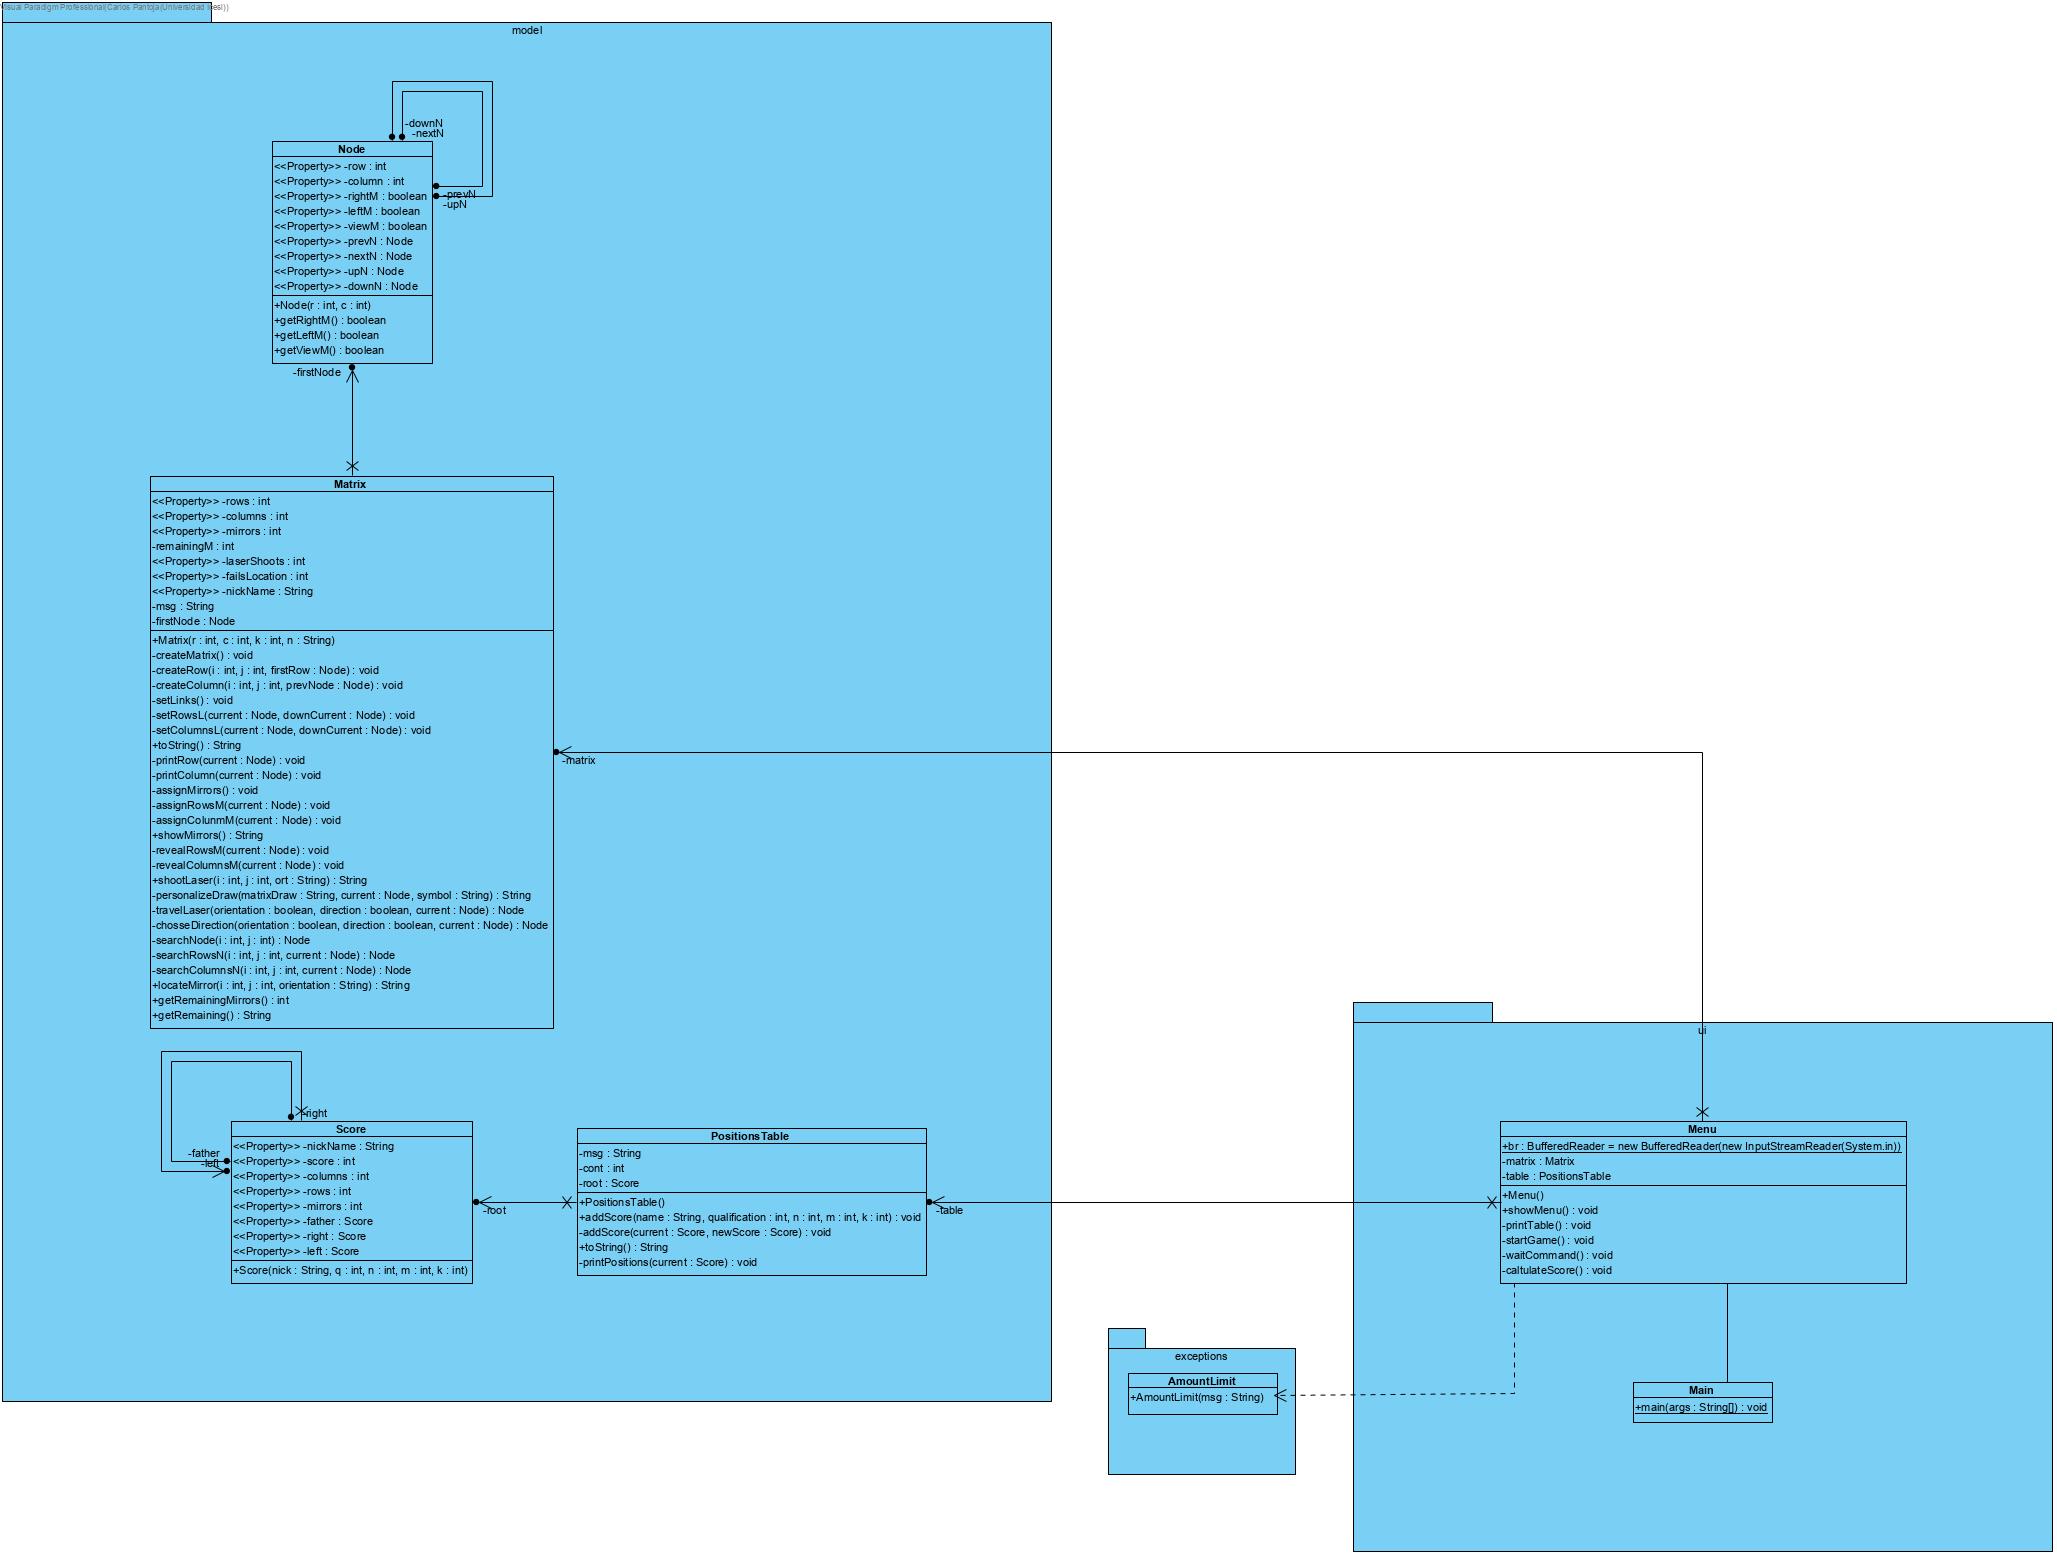 Visual Paradigm Professional(Carlos Pantoja(Universidad Icesi))
model
-downN
-nextN
Node
<<Property>> -row : int
<<Property>> -column : int
<<Property>> -rightM : boolean
<<Property>> -leftM : boolean
<<Property>> -viewM : boolean
<<Property>> -prevN : Node
<<Property>> -nextN : Node
<<Property>> -upN : Node
<<Property>> -downN : Node
+Node(r : int, c : int)
+getRightM() : boolean
+getLeftM() : boolean
+getViewM() : boolean
-prevN
-upN
-firstNode
Matrix
<<Property>> -rows : int
<<Property>> -columns : int
<<Property>> -mirrors : int
-remainingM : int
<<Property>> -laserShoots : int
<<Property>> -failsLocation : int
<<Property>> -nickName : String
-msg : String
-firstNode : Node
+Matrix(r : int, c : int, k : int, n : String)
-createMatrix() : void
-createRow(i : int, j : int, firstRow : Node) : void
-createColumn(i : int, j : int, prevNode : Node) : void
-setLinks() : void
-setRowsL(current : Node, downCurrent : Node) : void
-setColumnsL(current : Node, downCurrent : Node) : void
+toString() : String
-printRow(current : Node) : void
-printColumn(current : Node) : void
-assignMirrors() : void
-assignRowsM(current : Node) : void
-assignColunmM(current : Node) : void
+showMirrors() : String
-revealRowsM(current : Node) : void
-revealColumnsM(current : Node) : void
+shootLaser(i : int, j : int, ort : String) : String
-personalizeDraw(matrixDraw : String, current : Node, symbol : String) : String
-travelLaser(orientation : boolean, direction : boolean, current : Node) : Node
-chosseDirection(orientation : boolean, direction : boolean, current : Node) : Node
-searchNode(i : int, j : int) : Node
-searchRowsN(i : int, j : int, current : Node) : Node
-searchColumnsN(i : int, j : int, current : Node) : Node
+locateMirror(i : int, j : int, orientation : String) : String
+getRemainingMirrors() : int
+getRemaining() : String
-matrix
-right
-father
-left
Score
<<Property>> -nickName : String
<<Property>> -score : int
<<Property>> -columns : int
<<Property>> -rows : int
<<Property>> -mirrors : int
<<Property>> -father : Score
<<Property>> -right : Score
<<Property>> -left : Score
+Score(nick : String, q : int, n : int, m : int, k : int)
-root
PositionsTable
-msg : String
-cont : int
-root : Score
+PositionsTable()
+addScore(name : String, qualification : int, n : int, m : int, k : int) : void
-addScore(current : Score, newScore : Score) : void
+toString() : String
-printPositions(current : Score) : void
-table
ui
Menu
+br : BufferedReader = new BufferedReader(new InputStreamReader(System.in))
-matrix : Matrix
-table : PositionsTable
+Menu()
+showMenu() : void
-printTable() : void
-startGame() : void
-waitCommand() : void
-caltulateScore() : void
exceptions
AmountLimit
+AmountLimit(msg : String)
Main
+main(args : String[]) : void